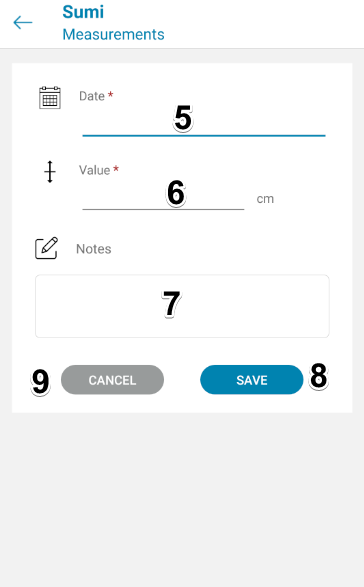 Sumi
Measurements
Date *
5
Value *
6
cm
Notes
7
9
CANCEL
SAVE
8